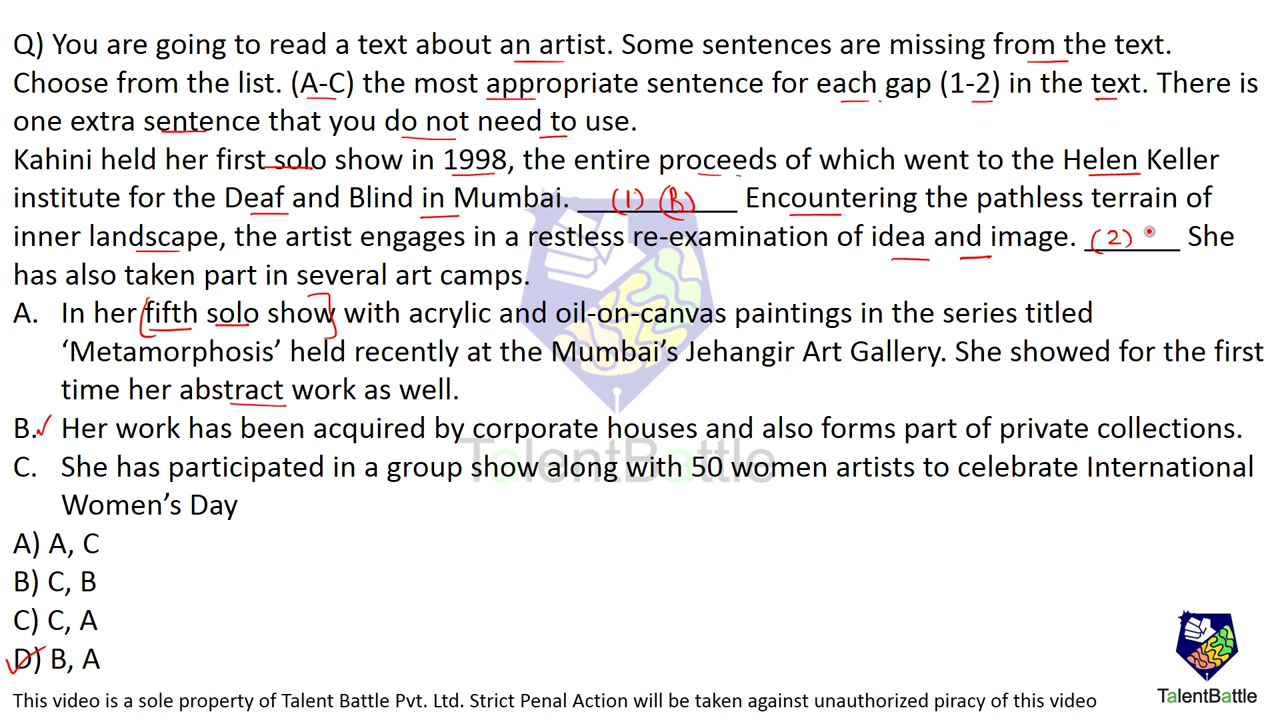 Q) You are going to read a text about an artist. Some sentences are missing from the text.
Choose from the list. (A-C) the most appropriate sentence for each gap (1-2) in the text. There is
one extra sentence that you do not need to use.
Kahini held her first solo show in 1998, the entire proceeds of which went to the Helen Keller
institute for the Deaf and Blind in Mumbai. __________ (1) (B) Encountering the pathless terrain of
inner landscape, the artist engages in a restless re-examination of idea and image. ______ (2) She
has also taken part in several art camps.
A. In her fifth solo show with acrylic and oil-on-canvas paintings in the series titled
‘Metamorphosis’ held recently at the Mumbai’s Jehangir Art Gallery. She showed for the first
time her abstract work as well.
B. Her work has been acquired by corporate houses and also forms part of private collections.
C. She has participated in a group show along with 50 women artists to celebrate International
Women’s Day
A) A, C
B) C, B
C) C, A
D) B, A
TalentBattle
TalentBattle
This video is a sole property of Talent Battle Pvt. Ltd. Strict Penal Action will be taken against unauthorized piracy of this video